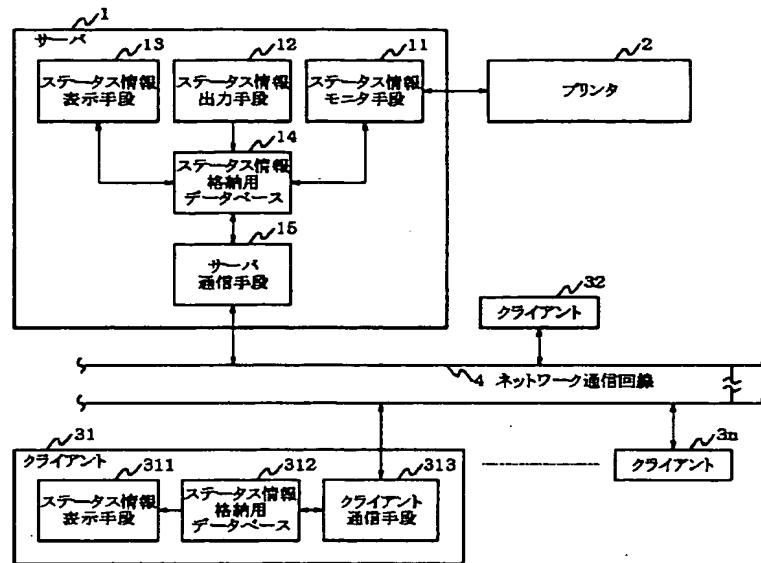 1
サーバ
13
12
11
2
ステータス情報
表示手段
ステータス情報
出力手段
ステータス情報
モニタ手段
プリンタ
14
ステータス情報
格納用
データベース
15
サーバ
通信手段
32
クライアント
4 ネットワーク通信回線
31
クライアント
311
312
313
3n
ステータス情報
表示手段
ステータス情報
格納用
データベース
クライアント
通信手段
クライアント